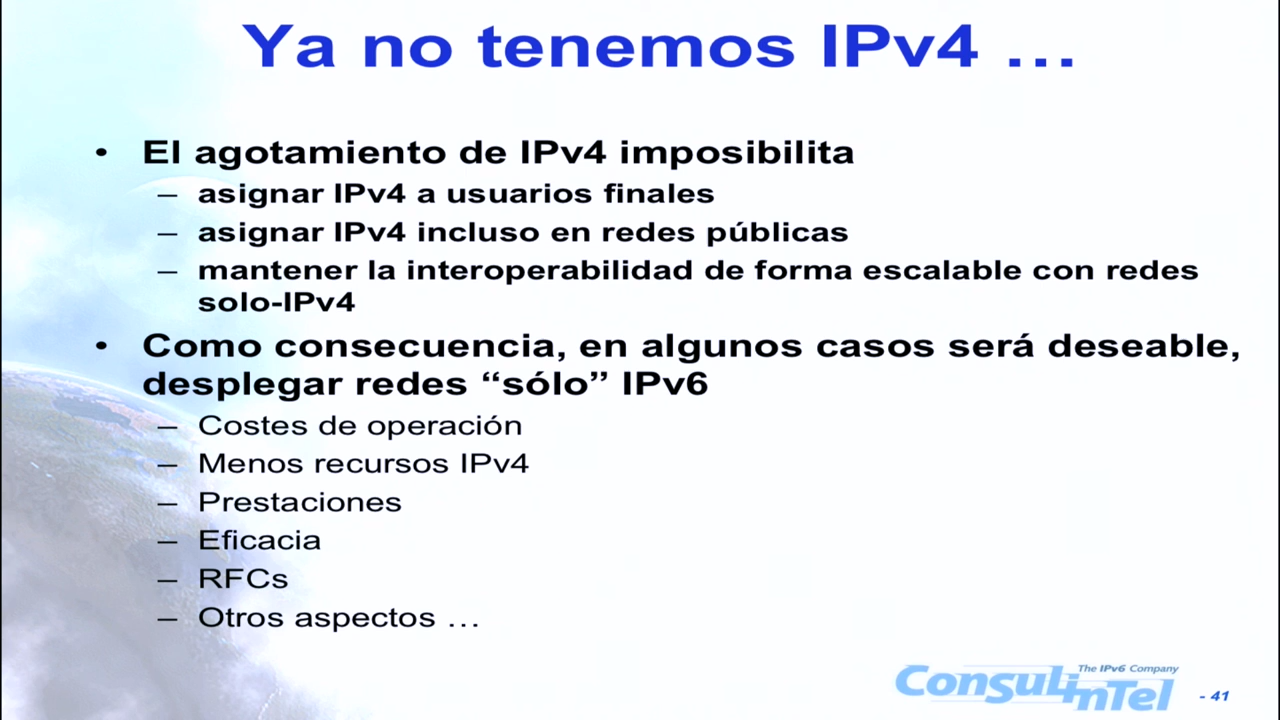 Ya no tenemos IPv4 …
• El agotamiento de IPv4 imposibilita
– asignar IPv4 a usuarios finales
– asignar IPv4 incluso en redes públicas
– mantener la interoperabilidad de forma escalable con redes
solo-IPv4
• Como consecuencia, en algunos casos será deseable,
desplegar redes “sólo” IPv6
– Costes de operación
– Menos recursos IPv4
– Prestaciones
– Eficacia
– RFCs
– Otros aspectos …
The IPv6 Company
ConsulinTel
- 41